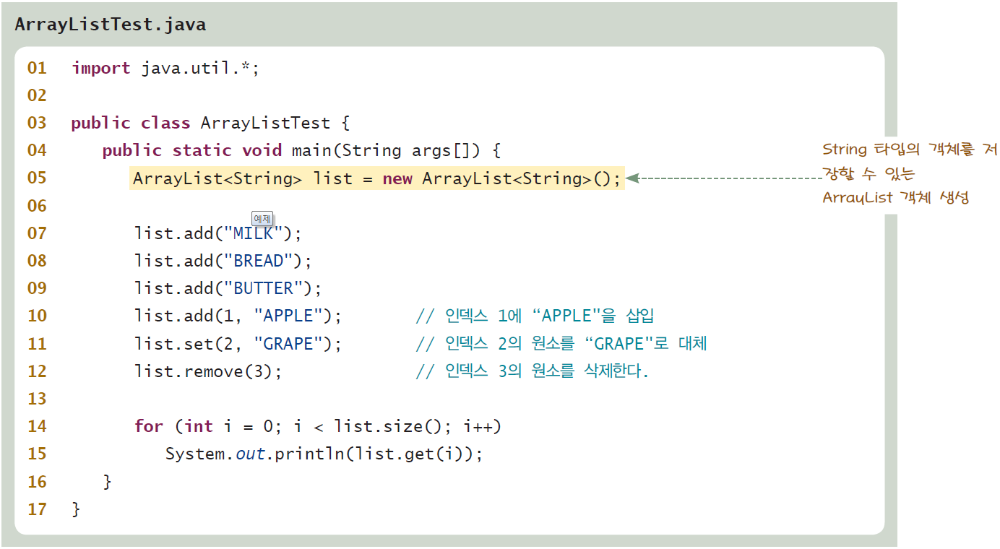 ArrayListTest.java
01 import java.util.*;
02
03 public class ArrayListTest {
04 public static void main(String args[]) {
05 ArrayList<String> list = new ArrayList<String>();
String 타입의 객체를 저
장할 수 있는
ArrayList 객체 생성
06
예제
07 list.add("MILK");
08 list.add("BREAD");
09 list.add("BUTTER");
10 list.add(1, "APPLE"); // 인덱스 1에 “APPLE"을 삽입
11 list.set(2, "GRAPE"); // 인덱스 2의 원소를 “GRAPE"로 대체
12 list.remove(3); // 인덱스 3의 원소를 삭제한다.
13
14 for (int i = 0; i < list.size(); i++)
15 System.out.println(list.get(i));
16 }
17 }